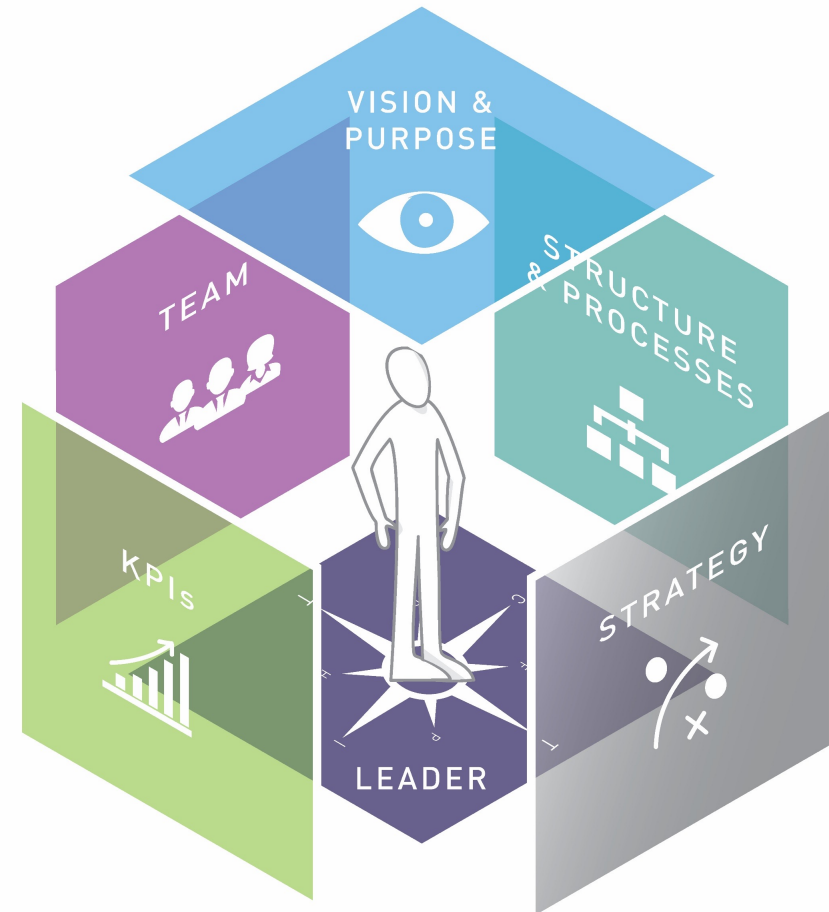 VISION &
PURPOSE
TEAM
STRUCTURE
& PROCESSES
KPIs
STRATEGY
LEADER